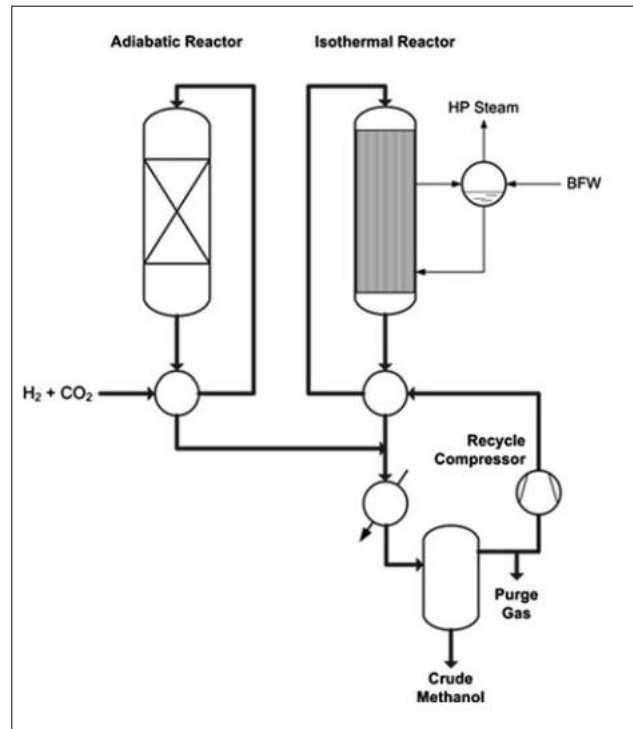 Adiabatic Reactor
Isothermal Reactor
HP Steam
BFW
H₂ + CO₂
Recycle
Compressor
Purge
Gas
Crude
Methanol